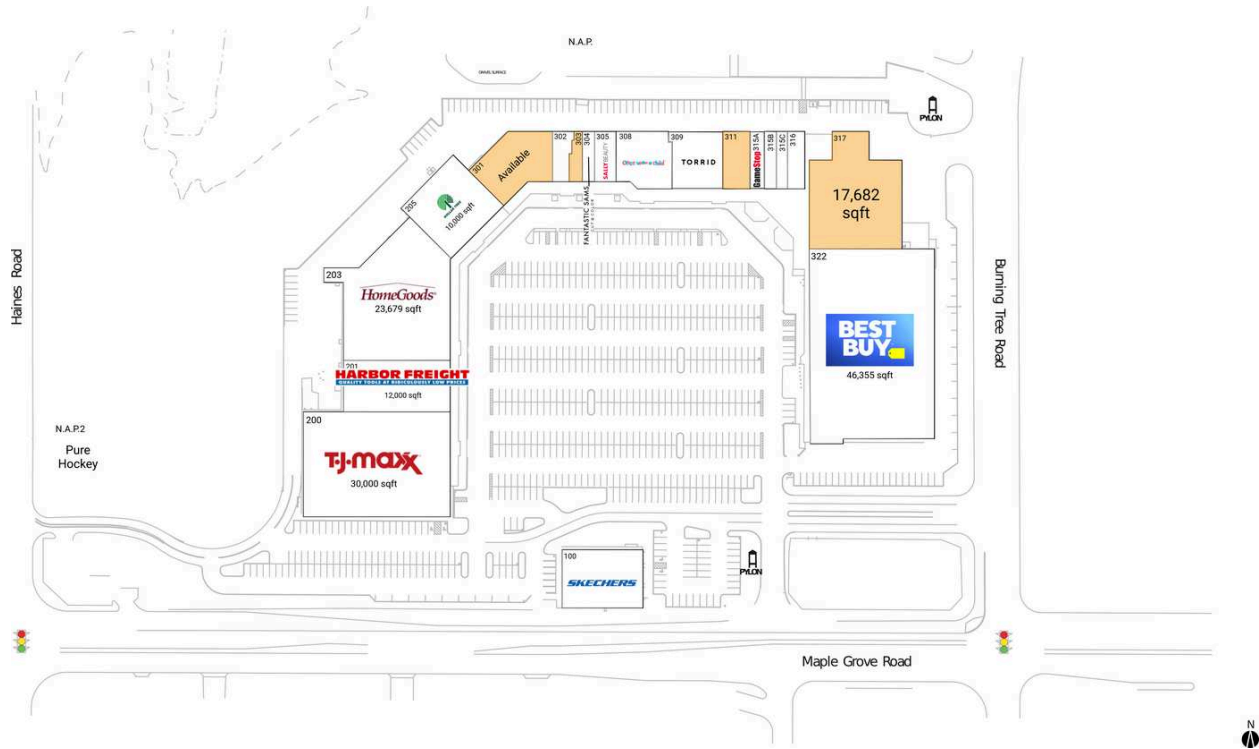 N.A.P.
PYLON
301
Available
302
303
304
305
SALLYBEAUTY
308
309
TORRID
311
GameStop
315A
315B
315C
316
317
17,682
sqft
FANTASTIC SAMS
205
10,000 sqft
203
HomeGoods
23,679 sqft
201
HARBOR FREIGHT
QUALITY TOOLS AT RIDICULOUSLY LOW PRICES
12,000 sqft
200
T·J·maxx
30,000 sqft
322
BEST
BUY
46,355 sqft
Haines Road
Burning Tree Road
N.A.P.2
Pure
Hockey
100
SKECHERS
PYLON
Maple Grove Road
N